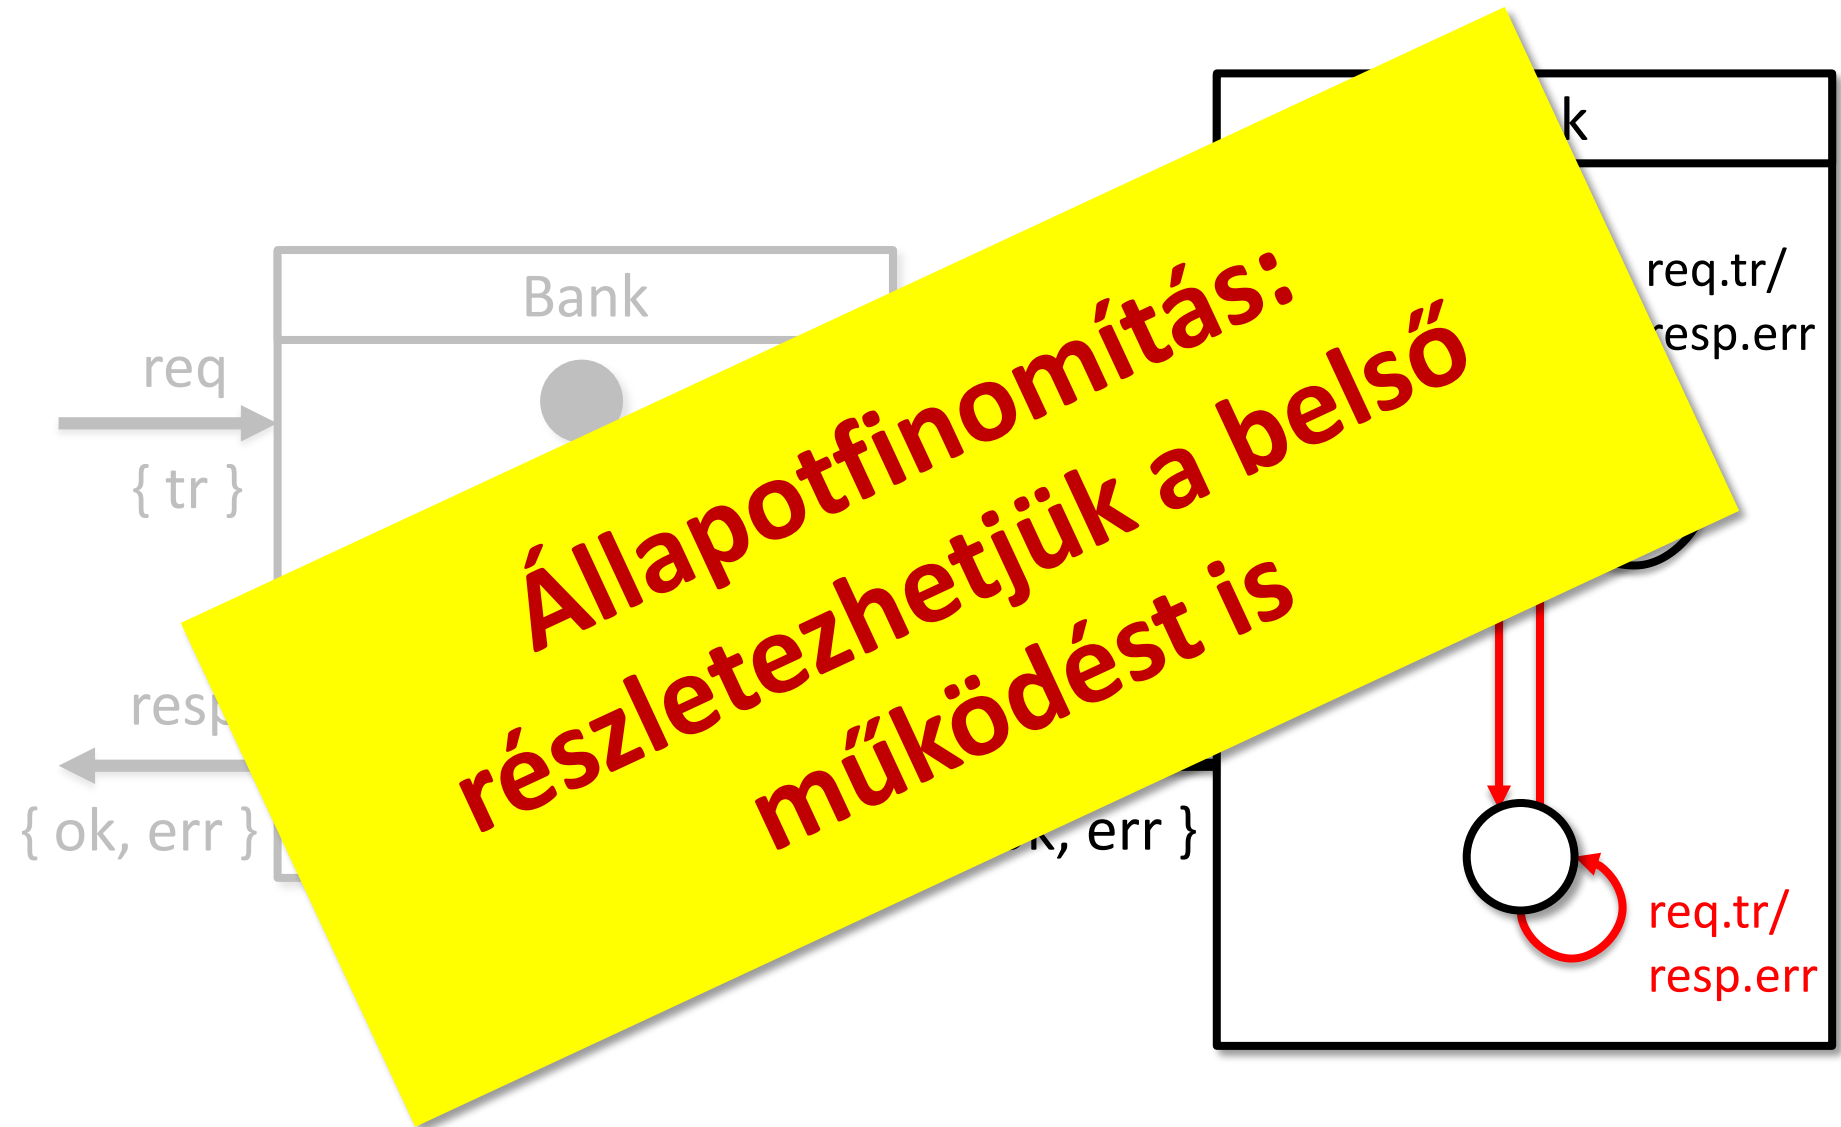 Bank
req
{ tr }
resp
{ ok, err }
Állapotfinomítás:
részletezhetjük a belső
működést is
k
req.tr/
resp.err
, err }
req.tr/
resp.err